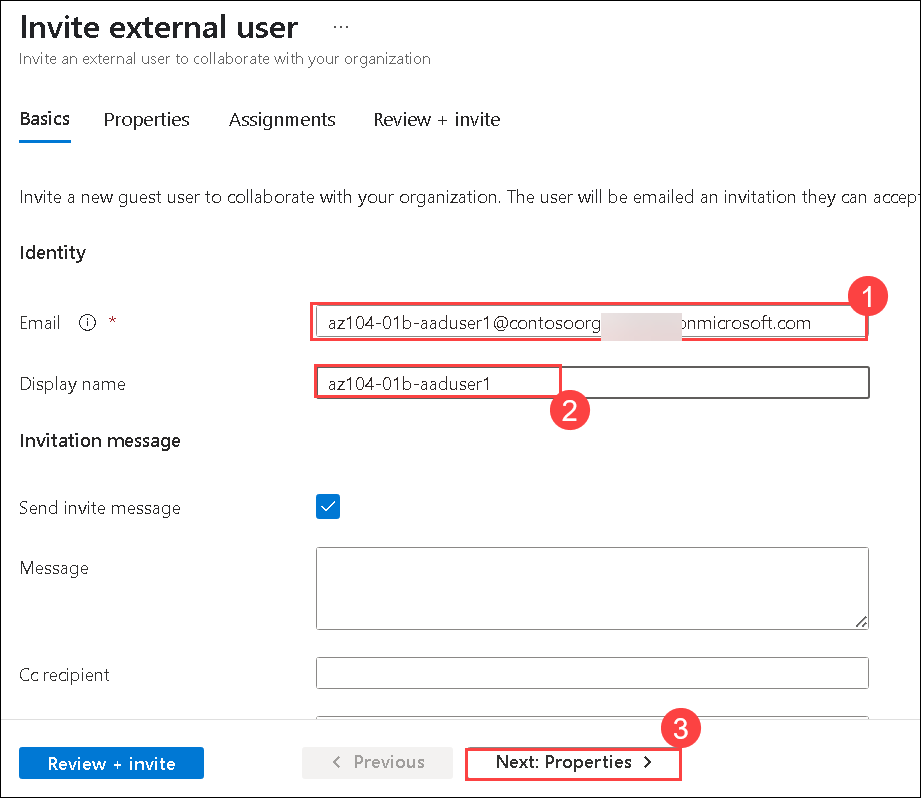 Invite external user ...
Invite an external user to collaborate with your organization
Basics Properties Assignments Review + invite
Invite a new guest user to collaborate with your organization. The user will be emailed an invitation they can accept
Identity
1
Email * az104-01b-aaduser1@contosoorg onmicrosoft.com
Display name az104-01b-aaduser1
2
Invitation message
Send invite message
Message
Cc recipient
3
Review + invite < Previous Next: Properties >